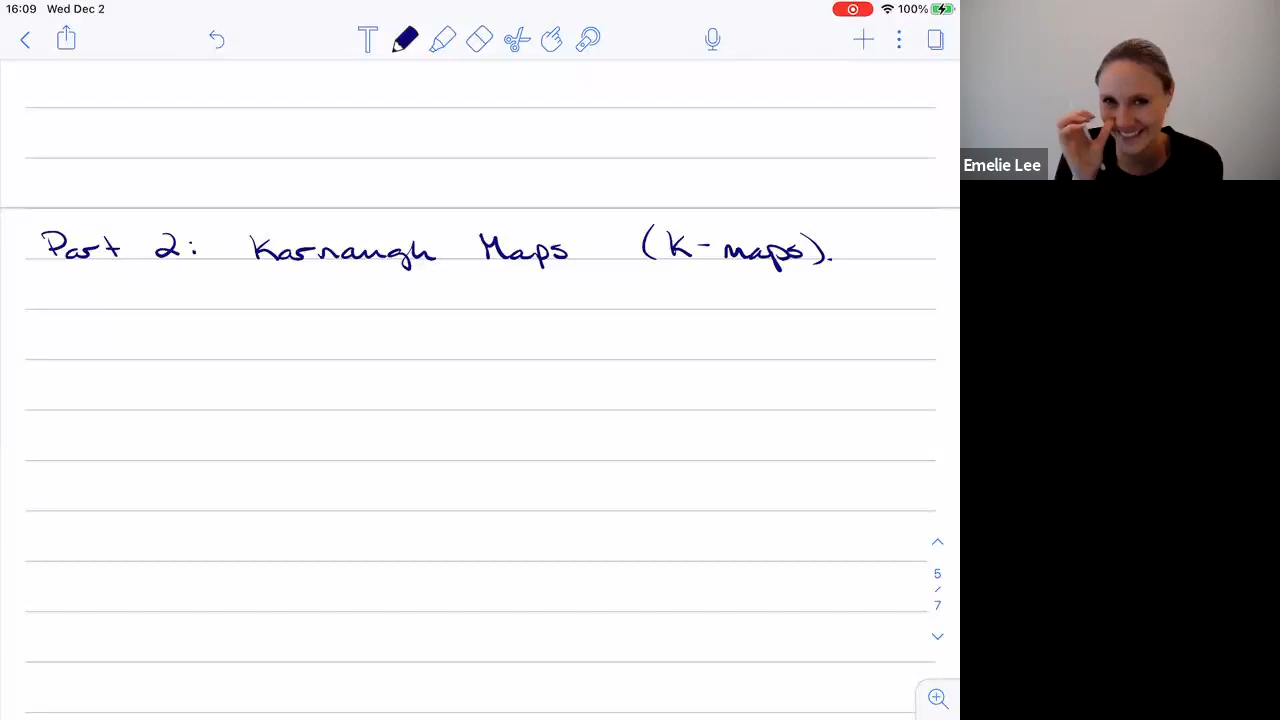 16:09 Wed Dec 2
100%
T
Emelie Lee
Part 2: Karnaugh Maps (K-maps).
5
/
7